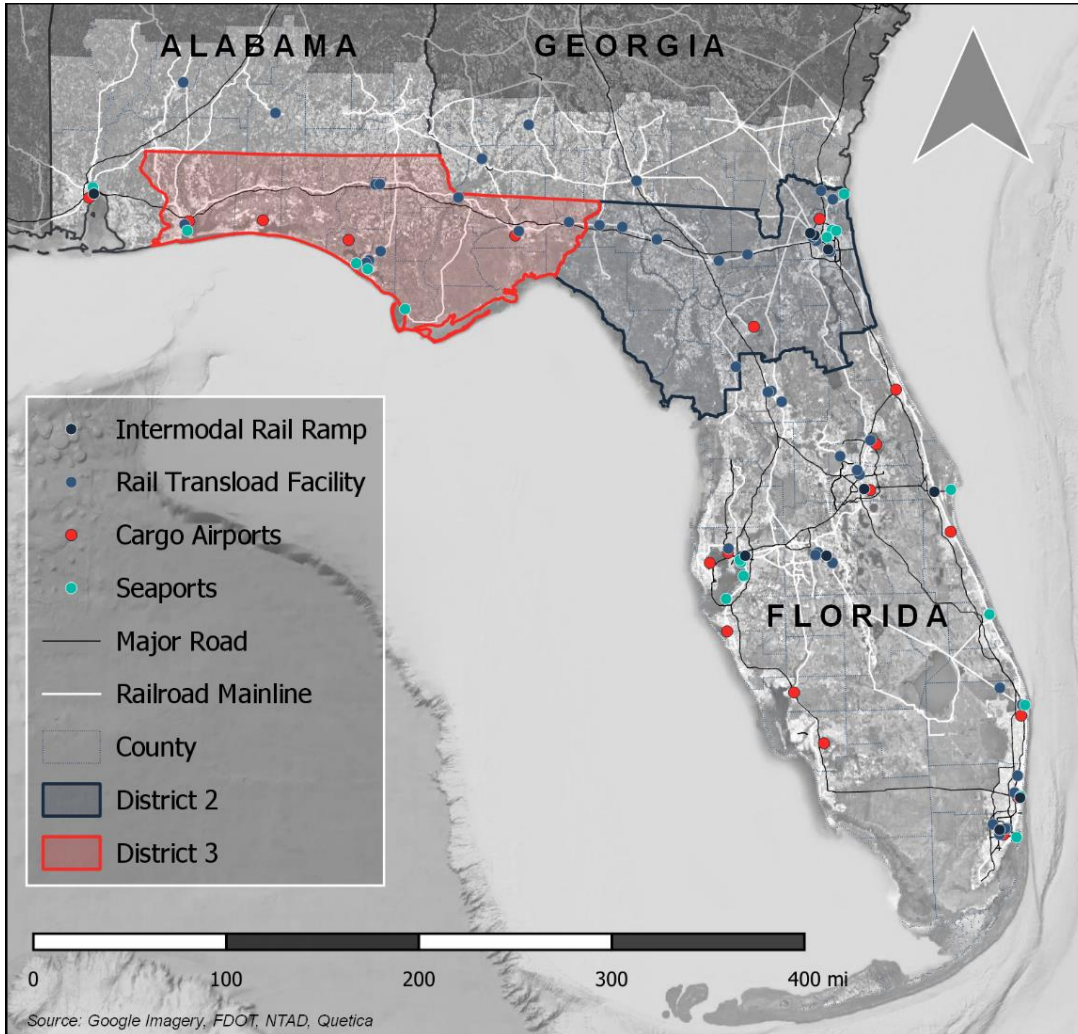 ALABAMA
GEORGIA
FLORIDA
Intermodal Rail Ramp
Rail Transload Facility
Cargo Airports
Seaports
Major Road
Railroad Mainline
County
District 2
District 3
0 100 200 300 400 mi
Source: Google Imagery, FDOT, NTAD, Quetica